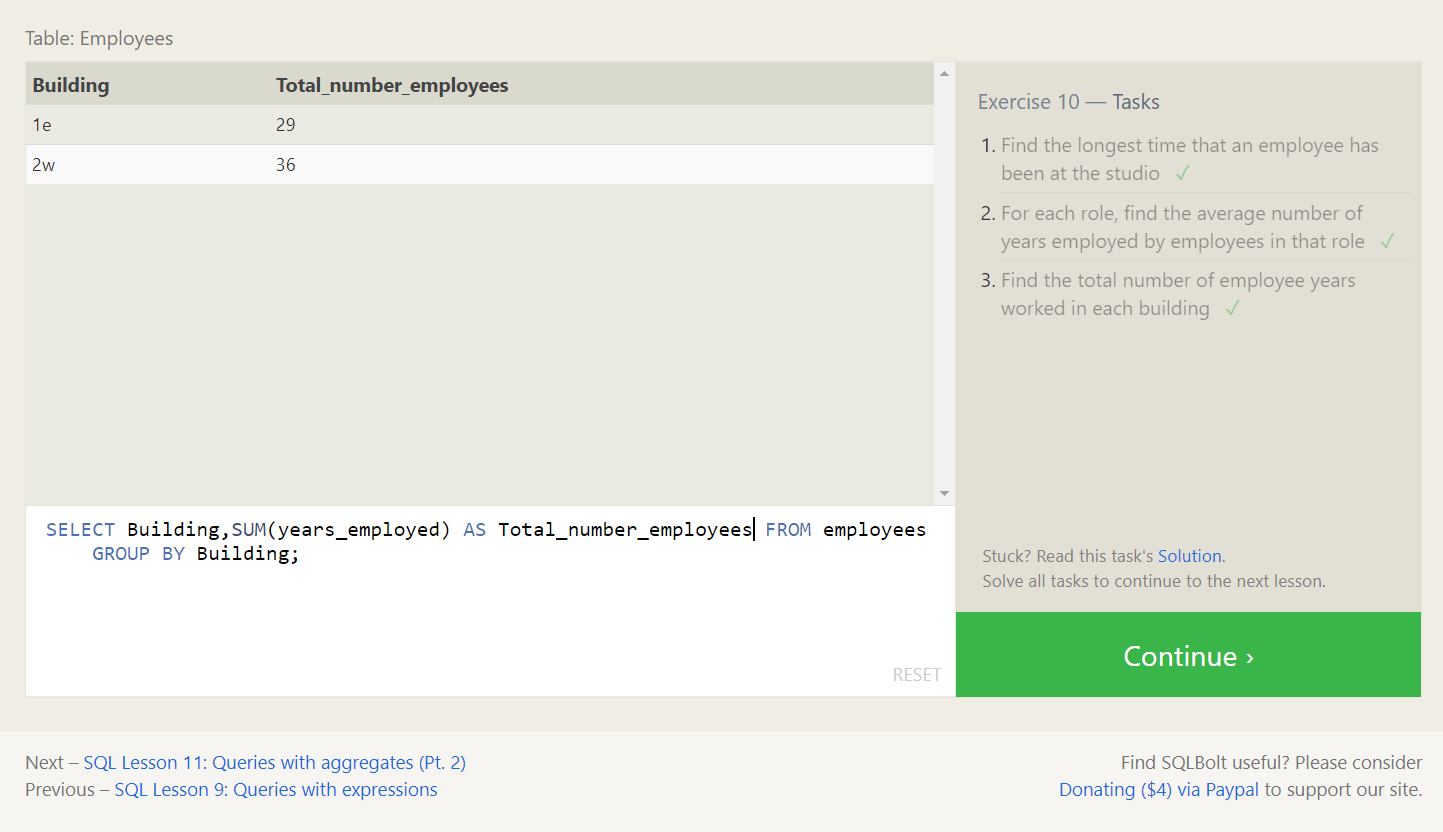 Table: Employees
Building Total_number_employees
1e 29
2w 36
SELECT Building,SUM(years_employed) AS Total_number_employees FROM employees
GROUP BY Building;
RESET
Exercise 10 — Tasks
1. Find the longest time that an employee has
been at the studio ✓
2. For each role, find the average number of
years employed by employees in that role ✓
3. Find the total number of employee years
worked in each building ✓
Stuck? Read this task's Solution.
Solve all tasks to continue to the next lesson.
Continue ›
Next – SQL Lesson 11: Queries with aggregates (Pt. 2)
Previous – SQL Lesson 9: Queries with expressions
Find SQLBolt useful? Please consider
Donating ($4) via Paypal to support our site.